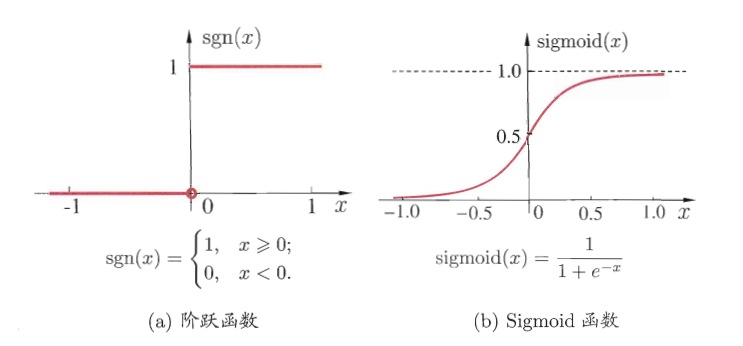 sgn(x)
1
-1
0
1
x
sgn(x) = {1, x ⩾ 0;
0, x < 0.
(a) 阶跃函数
sigmoid(x)
1.0
0.5
-1.0
-0.5
0
0.5
1.0
x
sigmoid(x) = 1
1 + e^{-x}
(b) Sigmoid 函数